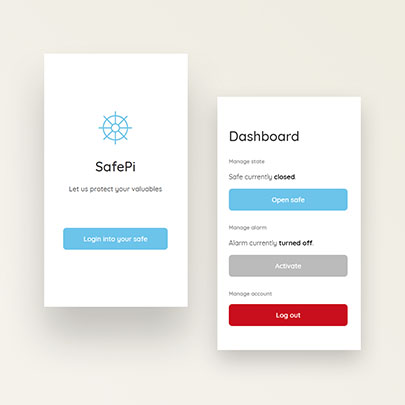 SafePi
Let us protect your valuables
Login into your safe
Dashboard
Manage state
Safe currently closed
Open safe
Manage alarm
Alarm currently turned off.
Activate
Manage account
Log out